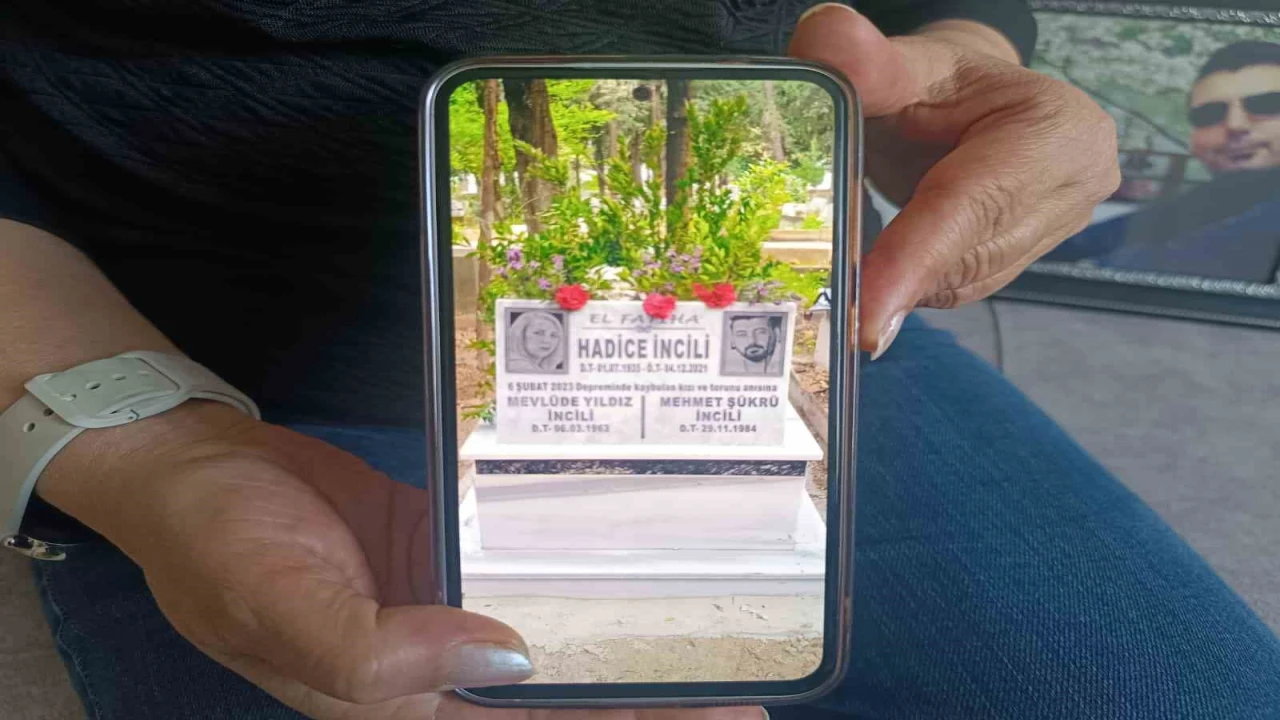 EL FATİHA
HADİCE İNCİLİ
D.T- 01.07.1935 - Ö.T- 04.12.2021
6 ŞUBAT 2023 Depreminde kaybolan kızı ve torunu anısına
MEVLÜDE YILDIZ
İNCİLİ
D.T- 06.03.1963
MEHMET ŞÜKRÜ
İNCİLİ
D.T- 29.11.1984